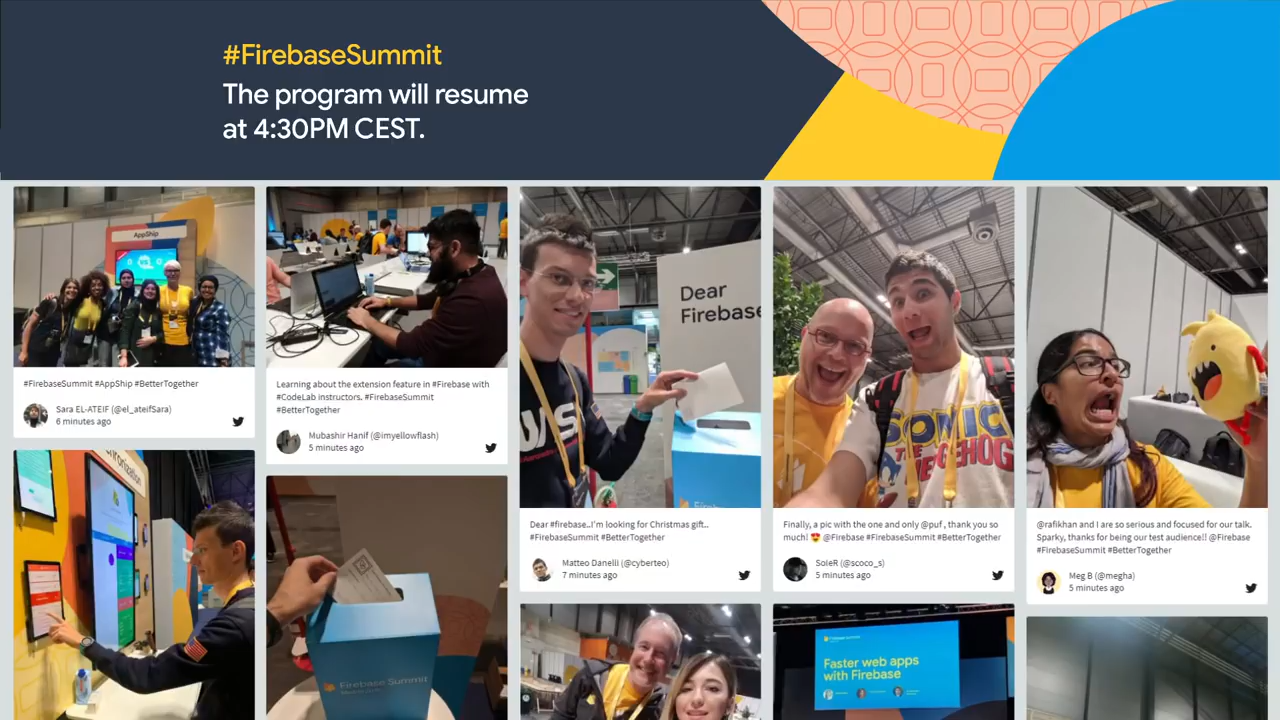 #FirebaseSummit
The program will resume
at 4:30PM CEST.
AppShip
#FirebaseSummit #AppShip #BetterTogether
Sara EL-ATEIF (@el_ateifSara)
6 minutes ago
Learning about the extension feature in #Firebase with
#CodeLab instructors. #FirebaseSummit
#BetterTogether
Mubashir Hanif (@imyellowflash)
5 minutes ago
Firebase Summit
Dear
Firebase
Dear #firebase..I'm looking for Christmas gift..
#FirebaseSummit #BetterTogether
Matteo Danelli (@cyberteo)
7 minutes ago
SONIC
THE
HEDGEHOG
Finally, a pic with the one and only @puf , thank you so
much! 😍 @Firebase #FirebaseSummit #BetterTogether
SoleR (@scoco_s)
5 minutes ago
Firebase Summit
Faster web apps
with Firebase
@rafikhan and I are so serious and focused for our talk.
Sparky, thanks for being our test audience!! @Firebase
#FirebaseSummit #BetterTogether
Meg B (@megha)
5 minutes ago